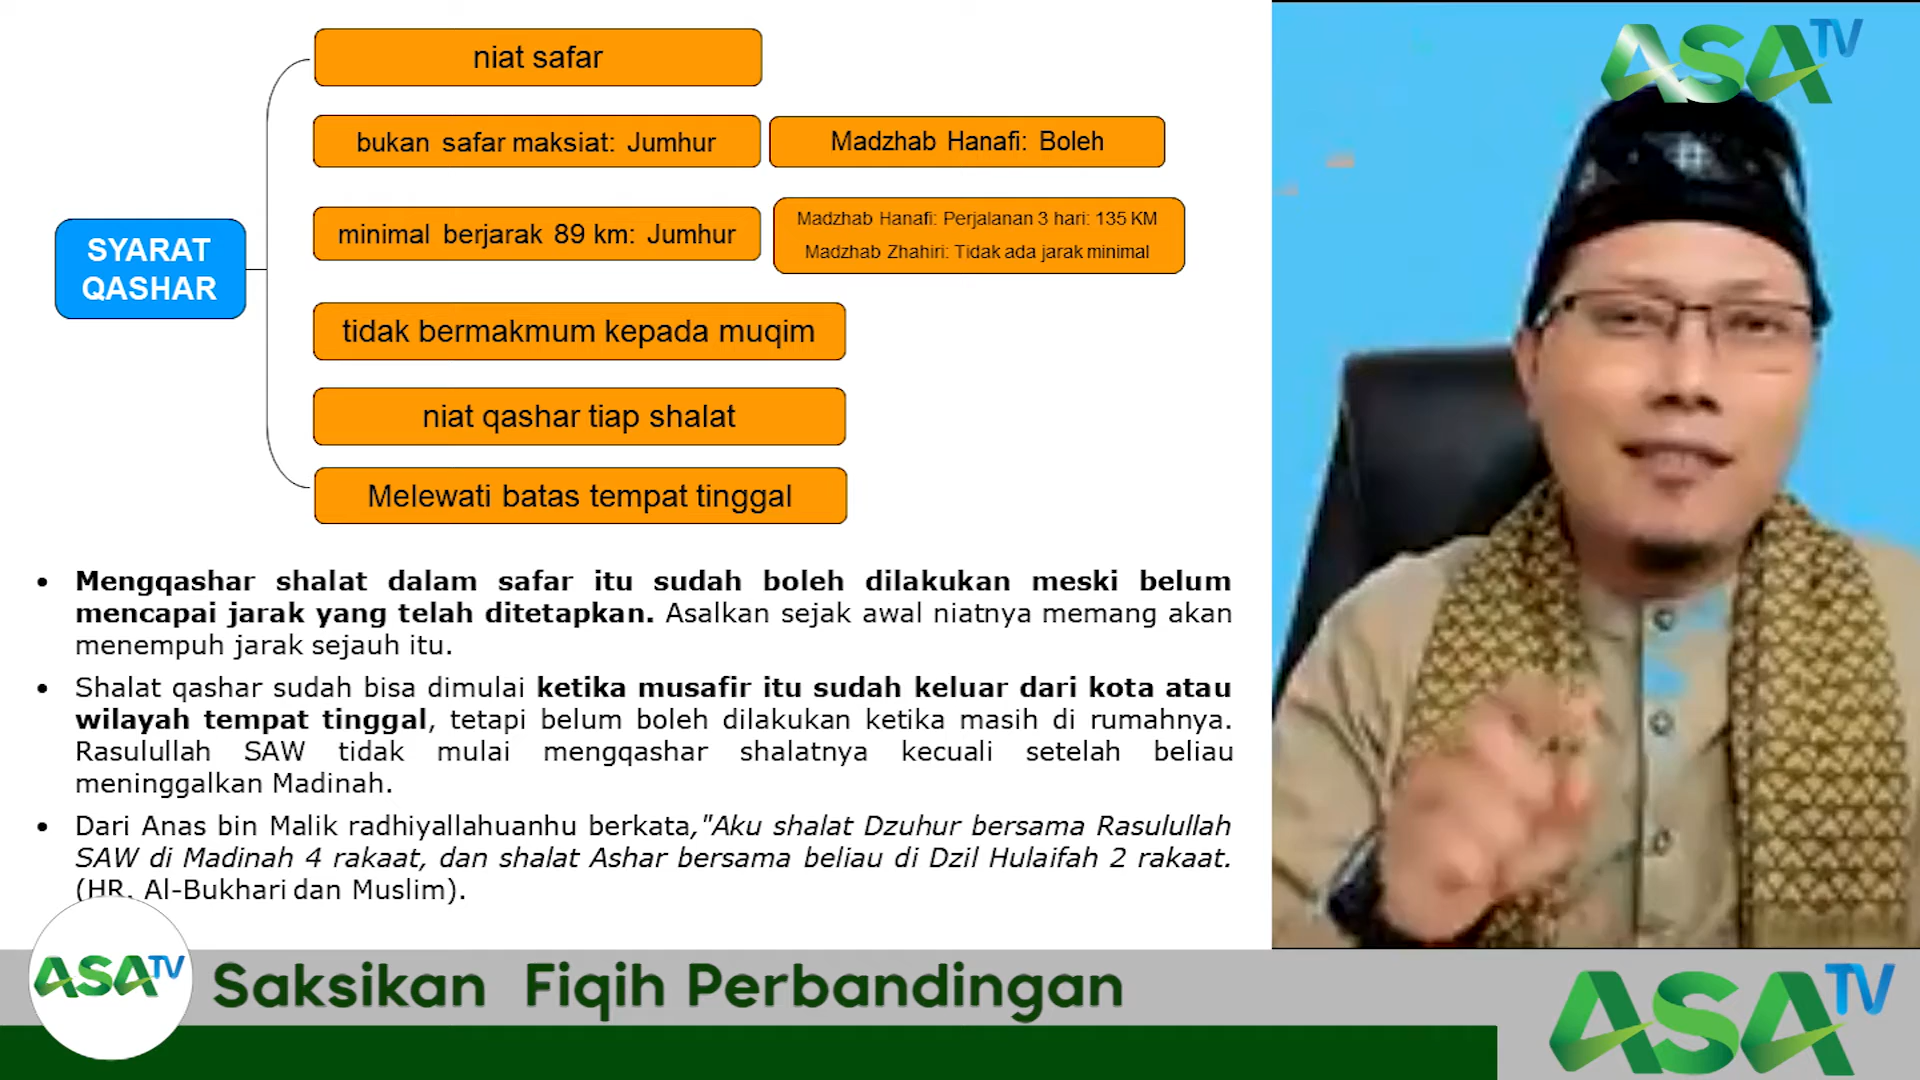 niat safar
bukan safar maksiat: Jumhur
Madzhab Hanafi: Boleh
minimal berjarak 89 km: Jumhur
Madzhab Hanafi: Perjalanan 3 hari: 135 KM
Madzhab Zhahiri: Tidak ada jarak minimal
SYARAT
QASHAR
tidak bermakmum kepada muqim
niat qashar tiap shalat
Melewati batas tempat tinggal
• Mengqashar shalat dalam safar itu sudah boleh dilakukan meski belum
mencapai jarak yang telah ditetapkan. Asalkan sejak awal niatnya memang akan
menempuh jarak sejauh itu.
• Shalat qashar sudah bisa dimulai ketika musafir itu sudah keluar dari kota atau
wilayah tempat tinggal, tetapi belum boleh dilakukan ketika masih di rumahnya.
Rasulullah SAW tidak mulai mengqashar shalatnya kecuali setelah beliau
meninggalkan Madinah.
• Dari Anas bin Malik radhiyallahuanhu berkata,"Aku shalat Dzuhur bersama Rasulullah
SAW di Madinah 4 rakaat, dan shalat Ashar bersama beliau di Dzil Hulaifah 2 rakaat.
(HR. Al-Bukhari dan Muslim).
ASA TV
ASA TV
Saksikan Fiqih Perbandingan
ASA TV